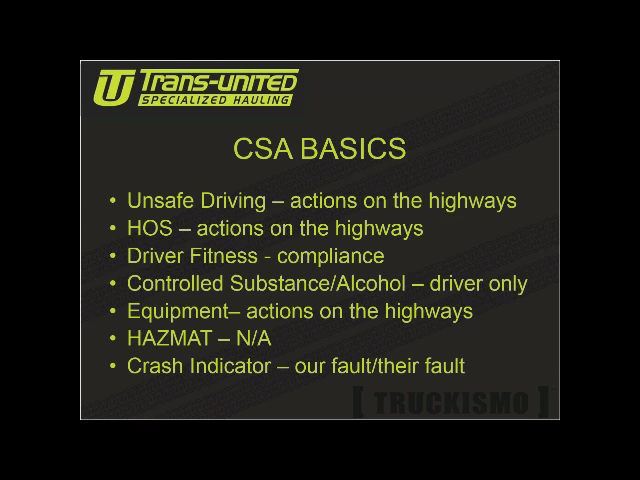 Trans-United
SPECIALIZED HAULING
CSA BASICS
• Unsafe Driving – actions on the highways
• HOS – actions on the highways
• Driver Fitness - compliance
• Controlled Substance/Alcohol – driver only
• Equipment– actions on the highways
• HAZMAT – N/A
• Crash Indicator – our fault/their fault
[ TRUCKISMO ]